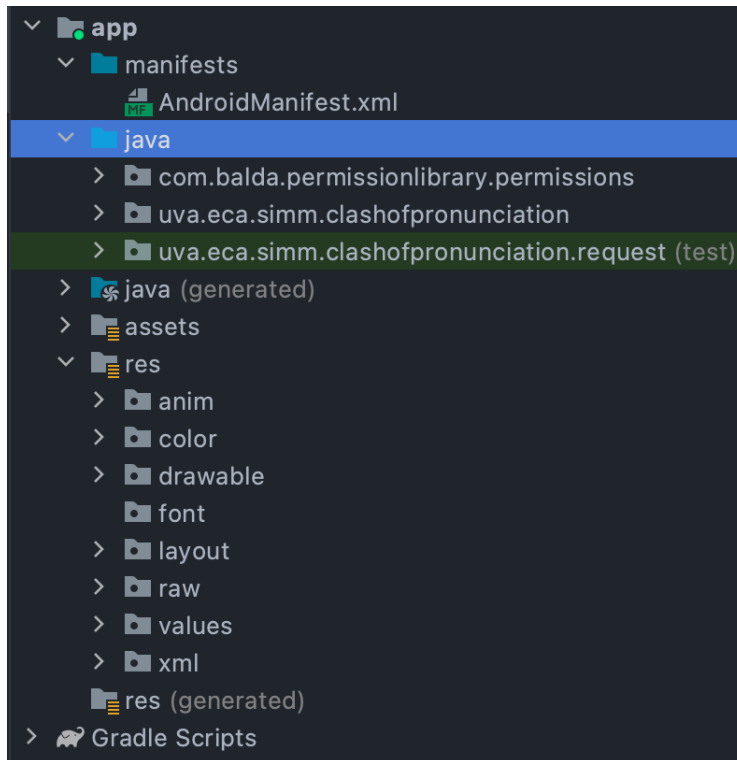 app
manifests
MF AndroidManifest.xml
java
com.balda.permissionlibrary.permissions
uva.eca.simm.clashofpronunciation
uva.eca.simm.clashofpronunciation.request (test)
java (generated)
assets
res
anim
color
drawable
font
layout
raw
values
xml
res (generated)
Gradle Scripts